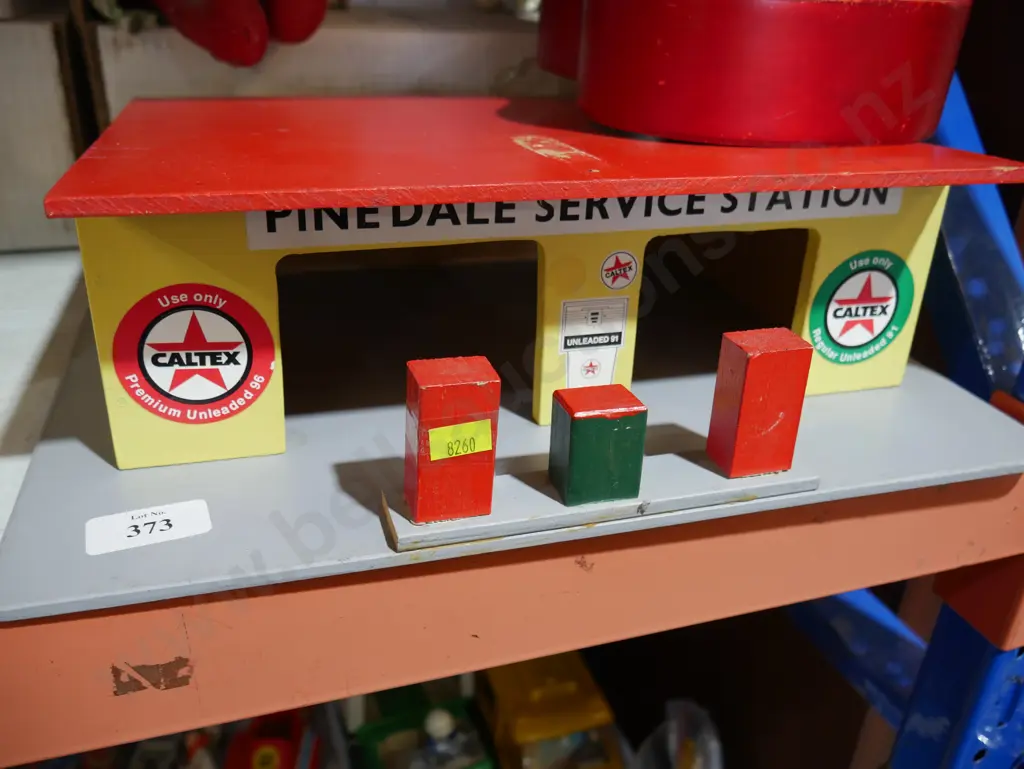 PINEDALE SERVICE STATION
Use only
CALTEX
Premium Unleaded 96
CALTEX
UNLEADED 91
Use only
CALTEX
Regular Unleaded 91
8260
Lot No.
373